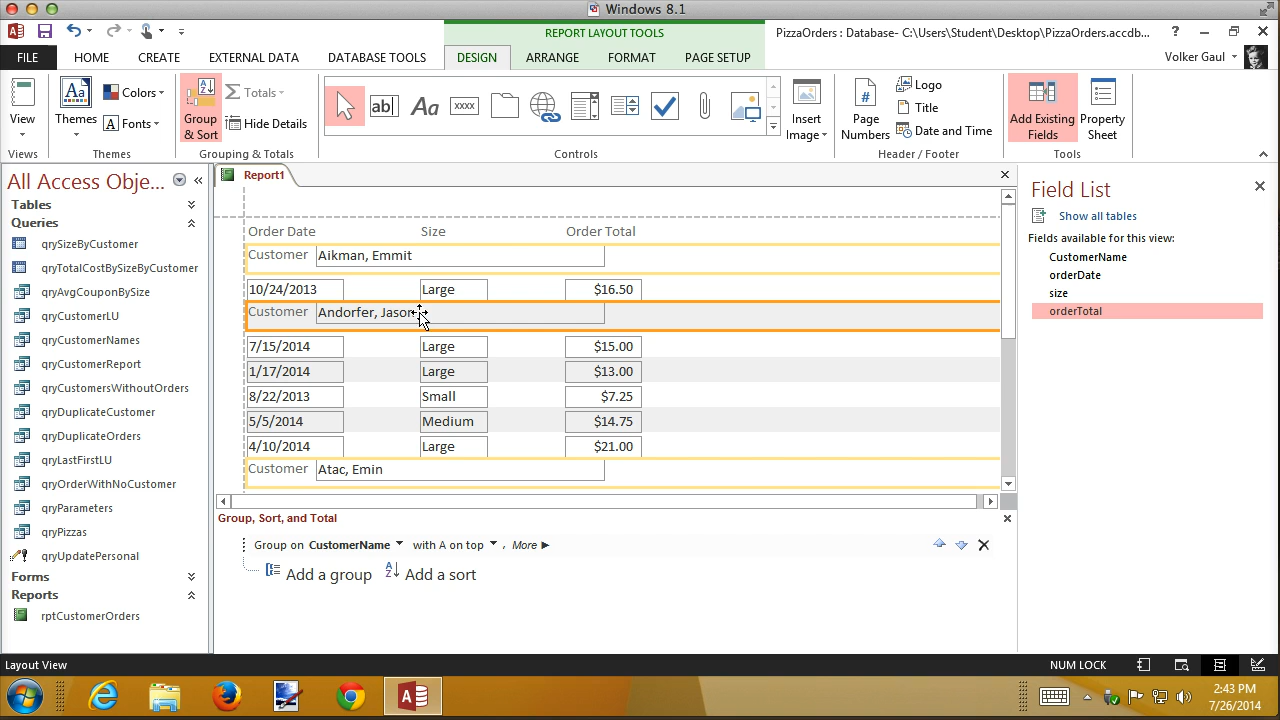 Windows 8.1
REPORT LAYOUT TOOLS
PizzaOrders : Database- C:\Users\Student\Desktop\PizzaOrders.accdb...
?
FILE HOME CREATE EXTERNAL DATA DATABASE TOOLS DESIGN ARRANGE FORMAT PAGE SETUP Volker Gaul
View
Views
Aa
Themes
Colors
Fonts
Themes
Group & Sort
Totals
Hide Details
Grouping & Totals
ab
Aa
xxxx
Controls
Insert Image
Page Numbers
Logo
Title
Date and Time
Header / Footer
Add Existing Fields
Property Sheet
Tools
All Access Obje...
Tables
Queries
qrySizeByCustomer
qryTotalCostBySizeByCustomer
qryAvgCouponBySize
qryCustomerLU
qryCustomerNames
qryCustomerReport
qryCustomersWithoutOrders
qryDuplicateCustomer
qryDuplicateOrders
qryLastFirstLU
qryOrderWithNoCustomer
qryParameters
qryPizzas
qryUpdatePersonal
Forms
Reports
rptCustomerOrders
Report1
Order Date Size Order Total
Customer Aikman, Emmit
10/24/2013 Large $16.50
Customer Andorfer, Jason
7/15/2014 Large $15.00
1/17/2014 Large $13.00
8/22/2013 Small $7.25
5/5/2014 Medium $14.75
4/10/2014 Large $21.00
Customer Atac, Emin
Group, Sort, and Total
Group on CustomerName with A on top , More
Add a group Add a sort
Field List
Show all tables
Fields available for this view:
CustomerName
orderDate
size
orderTotal
Layout View
NUM LOCK
2:43 PM
7/26/2014